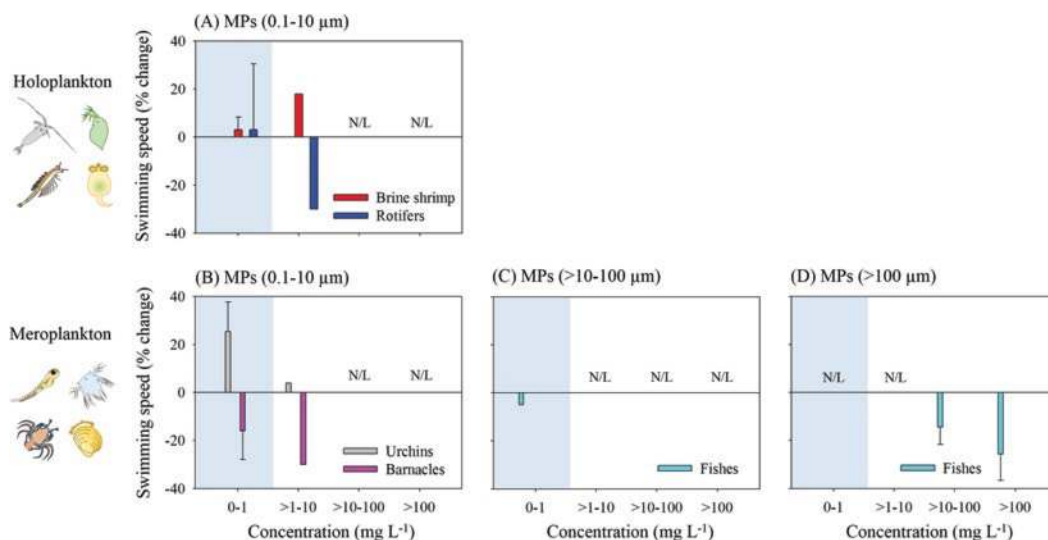 (A) MPs (0.1-10 µm)
Holoplankton
Swimming speed (% change)
40
20
0
-20
-40
N/L N/L
Brine shrimp
Rotifers
(B) MPs (0.1-10 µm)
Meroplankton
Swimming speed (% change)
40
20
0
-20
-40
N/L N/L
Urchins
Barnacles
0-1 >1-10 >10-100 >100
Concentration (mg L⁻¹)
(C) MPs (>10-100 µm)
N/L N/L N/L
Fishes
0-1 >1-10 >10-100 >100
Concentration (mg L⁻¹)
(D) MPs (>100 µm)
N/L N/L
Fishes
0-1 >1-10 >10-100 >100
Concentration (mg L⁻¹)